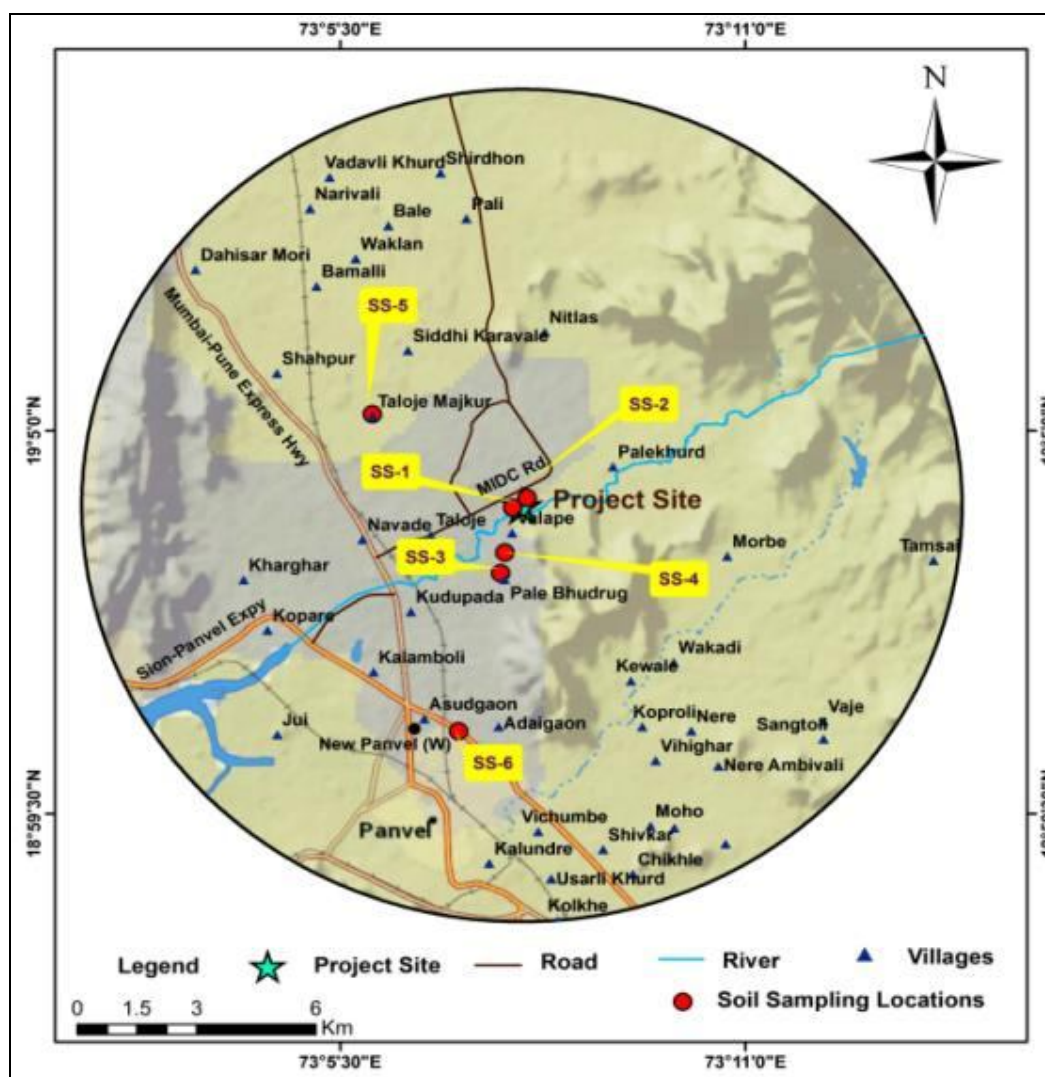 73°5'30"E
73°11'0"E
N
Vadavli Khurd
Shirdhon
Narivali
Bale
Pali
Waklan
Dahisar Mori
Bamalli
SS-5
Mumbai-Pune Express Hwy
Nitlas
Siddhi Karavale
Shahpur
Taloje Majkur
SS-2
19°5'0"N
SS-1
MIDC Rd
Palekhurd
Project Site
Navade
Taloje
SS-3
Morbe
Tamsai
SS-4
Kharghar
Pale Bhudrug
Kudupada
Kopare
Sion-Panvel Expy
Wakadi
Kalamboli
Kewale
Asudgaon
Vaje
Jui
Adaigaon
Koproli
Nere
Sangtoli
New Panvel (W)
SS-6
Vihighar
Nere Ambivali
18°59'30"N
Panvel
Vichumbe
Moho
Shivkar
Kalundre
Chikhle
Usarli Khurd
Kolkhe
Legend
Project Site
Road
River
Villages
Soil Sampling Locations
0 1.5 3 6
Km
73°5'30"E
73°11'0"E